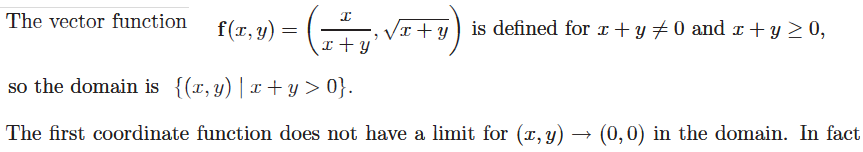 The vector function f(x, y) = ( x / (x + y), √(x + y) ) is defined for x + y ≠ 0 and x + y ≥ 0,
so the domain is {(x, y) | x + y > 0}.
The first coordinate function does not have a limit for (x, y) → (0, 0) in the domain. In fact